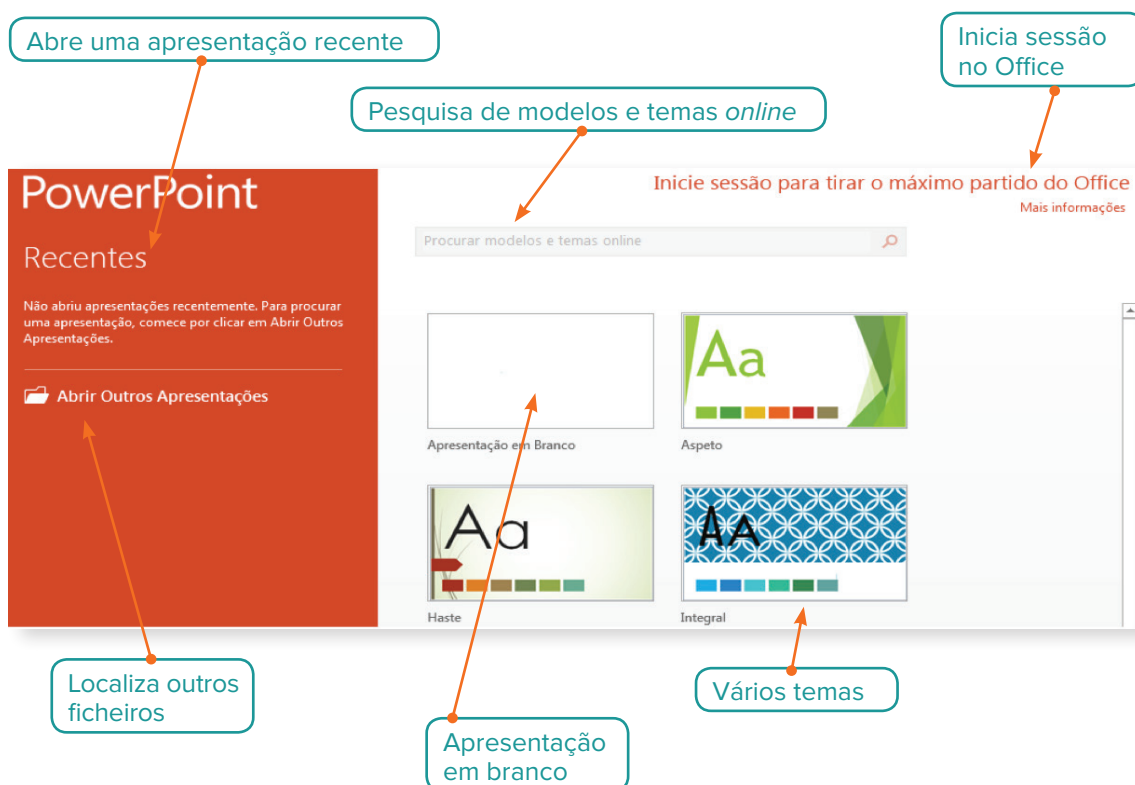 Abre uma apresentação recente
Inicia sessão
no Office
Pesquisa de modelos e temas online
PowerPoint
Inicie sessão para tirar o máximo partido do Office
Mais informações
Procurar modelos e temas online
Recentes
Não abriu apresentações recentemente. Para procurar
uma apresentação, comece por clicar em Abrir Outros
Apresentações.
Abrir Outros Apresentações
Aa
Apresentação em Branco
Aspeto
Aa
Aa
Haste
Integral
Localiza outros
ficheiros
Vários temas
Apresentação
em branco